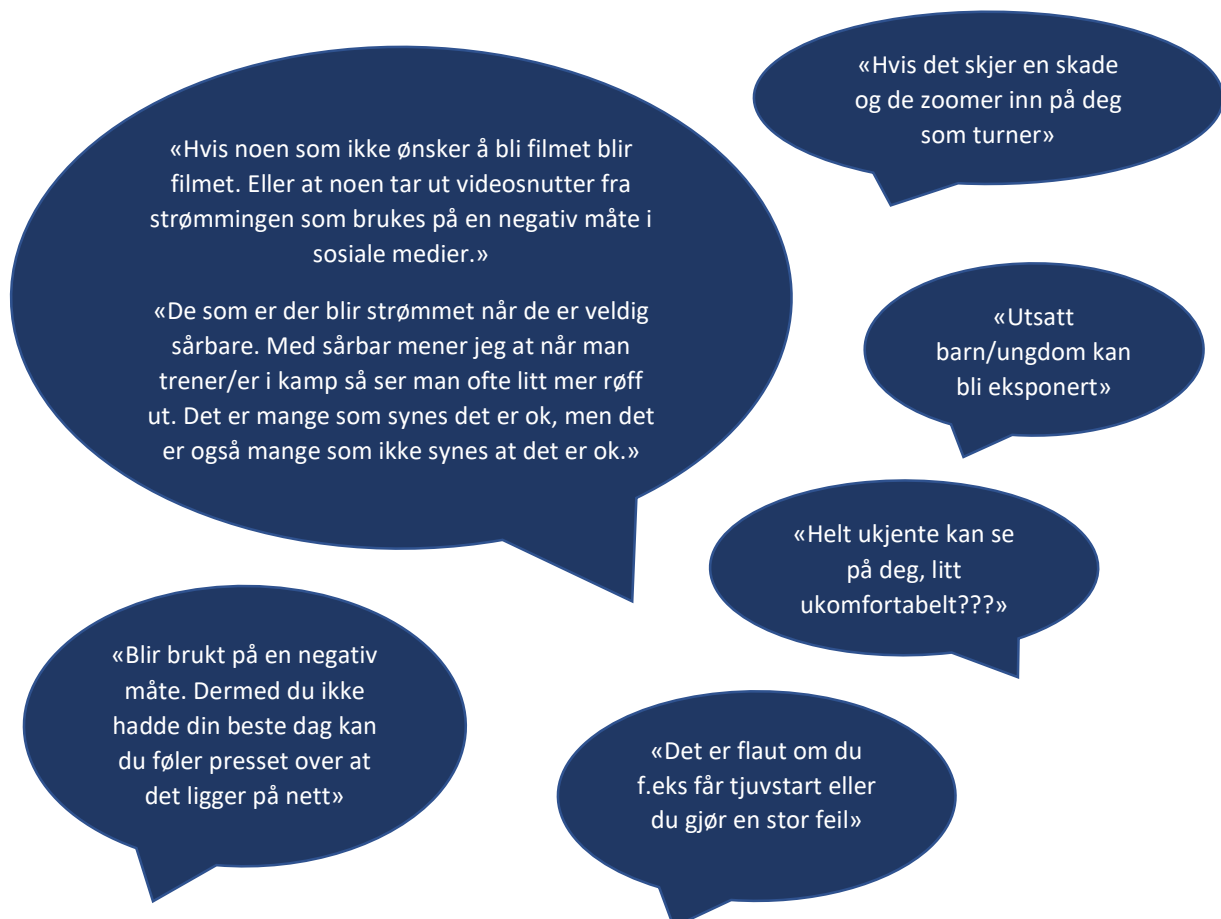 «Hvis noen som ikke ønsker å bli filmet blir
filmet. Eller at noen tar ut videosnutter fra
strømmingen som brukes på en negativ måte i
sosiale medier.»
«De som er der blir strømmet når de er veldig
sårbare. Med sårbar mener jeg at når man
trener/er i kamp så ser man ofte litt mer røff
ut. Det er mange som synes det er ok, men det
er også mange som ikke synes at det er ok.»
«Hvis det skjer en skade
og de zoomer inn på deg
som turner»
«Utsatt
barn/ungdom kan
bli eksponert»
«Helt ukjente kan se
på deg, litt
ukomfortabelt???»
«Blir brukt på en negativ
måte. Dermed du ikke
hadde din beste dag kan
du føler presset over at
det ligger på nett»
«Det er flaut om du
f.eks får tjuvstart eller
du gjør en stor feil»